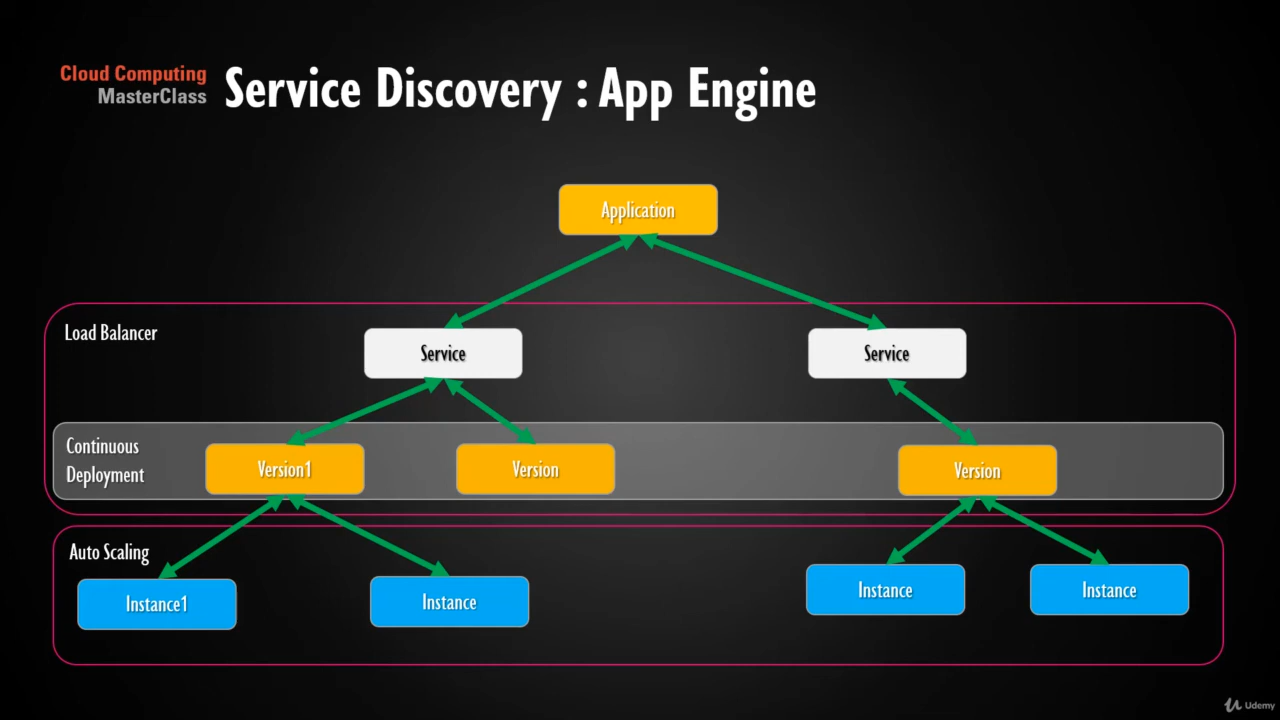 Cloud Computing
MasterClass
Service Discovery : App Engine
Application
Load Balancer
Service
Service
Continuous
Deployment
Version1
Version
Version
Auto Scaling
Instance1
Instance
Instance
Instance
Udemy